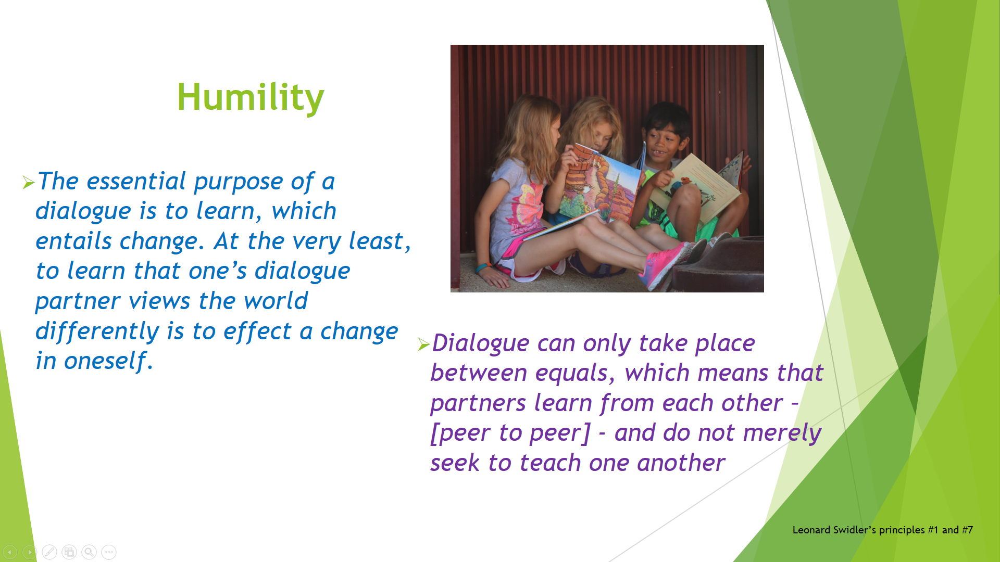 Humility
The essential purpose of a
dialogue is to learn, which
entails change. At the very least,
to learn that one’s dialogue
partner views the world
differently is to effect a change
in oneself.
Dialogue can only take place
between equals, which means that
partners learn from each other –
[peer to peer] - and do not merely
seek to teach one another
Leonard Swidler’s principles #1 and #7